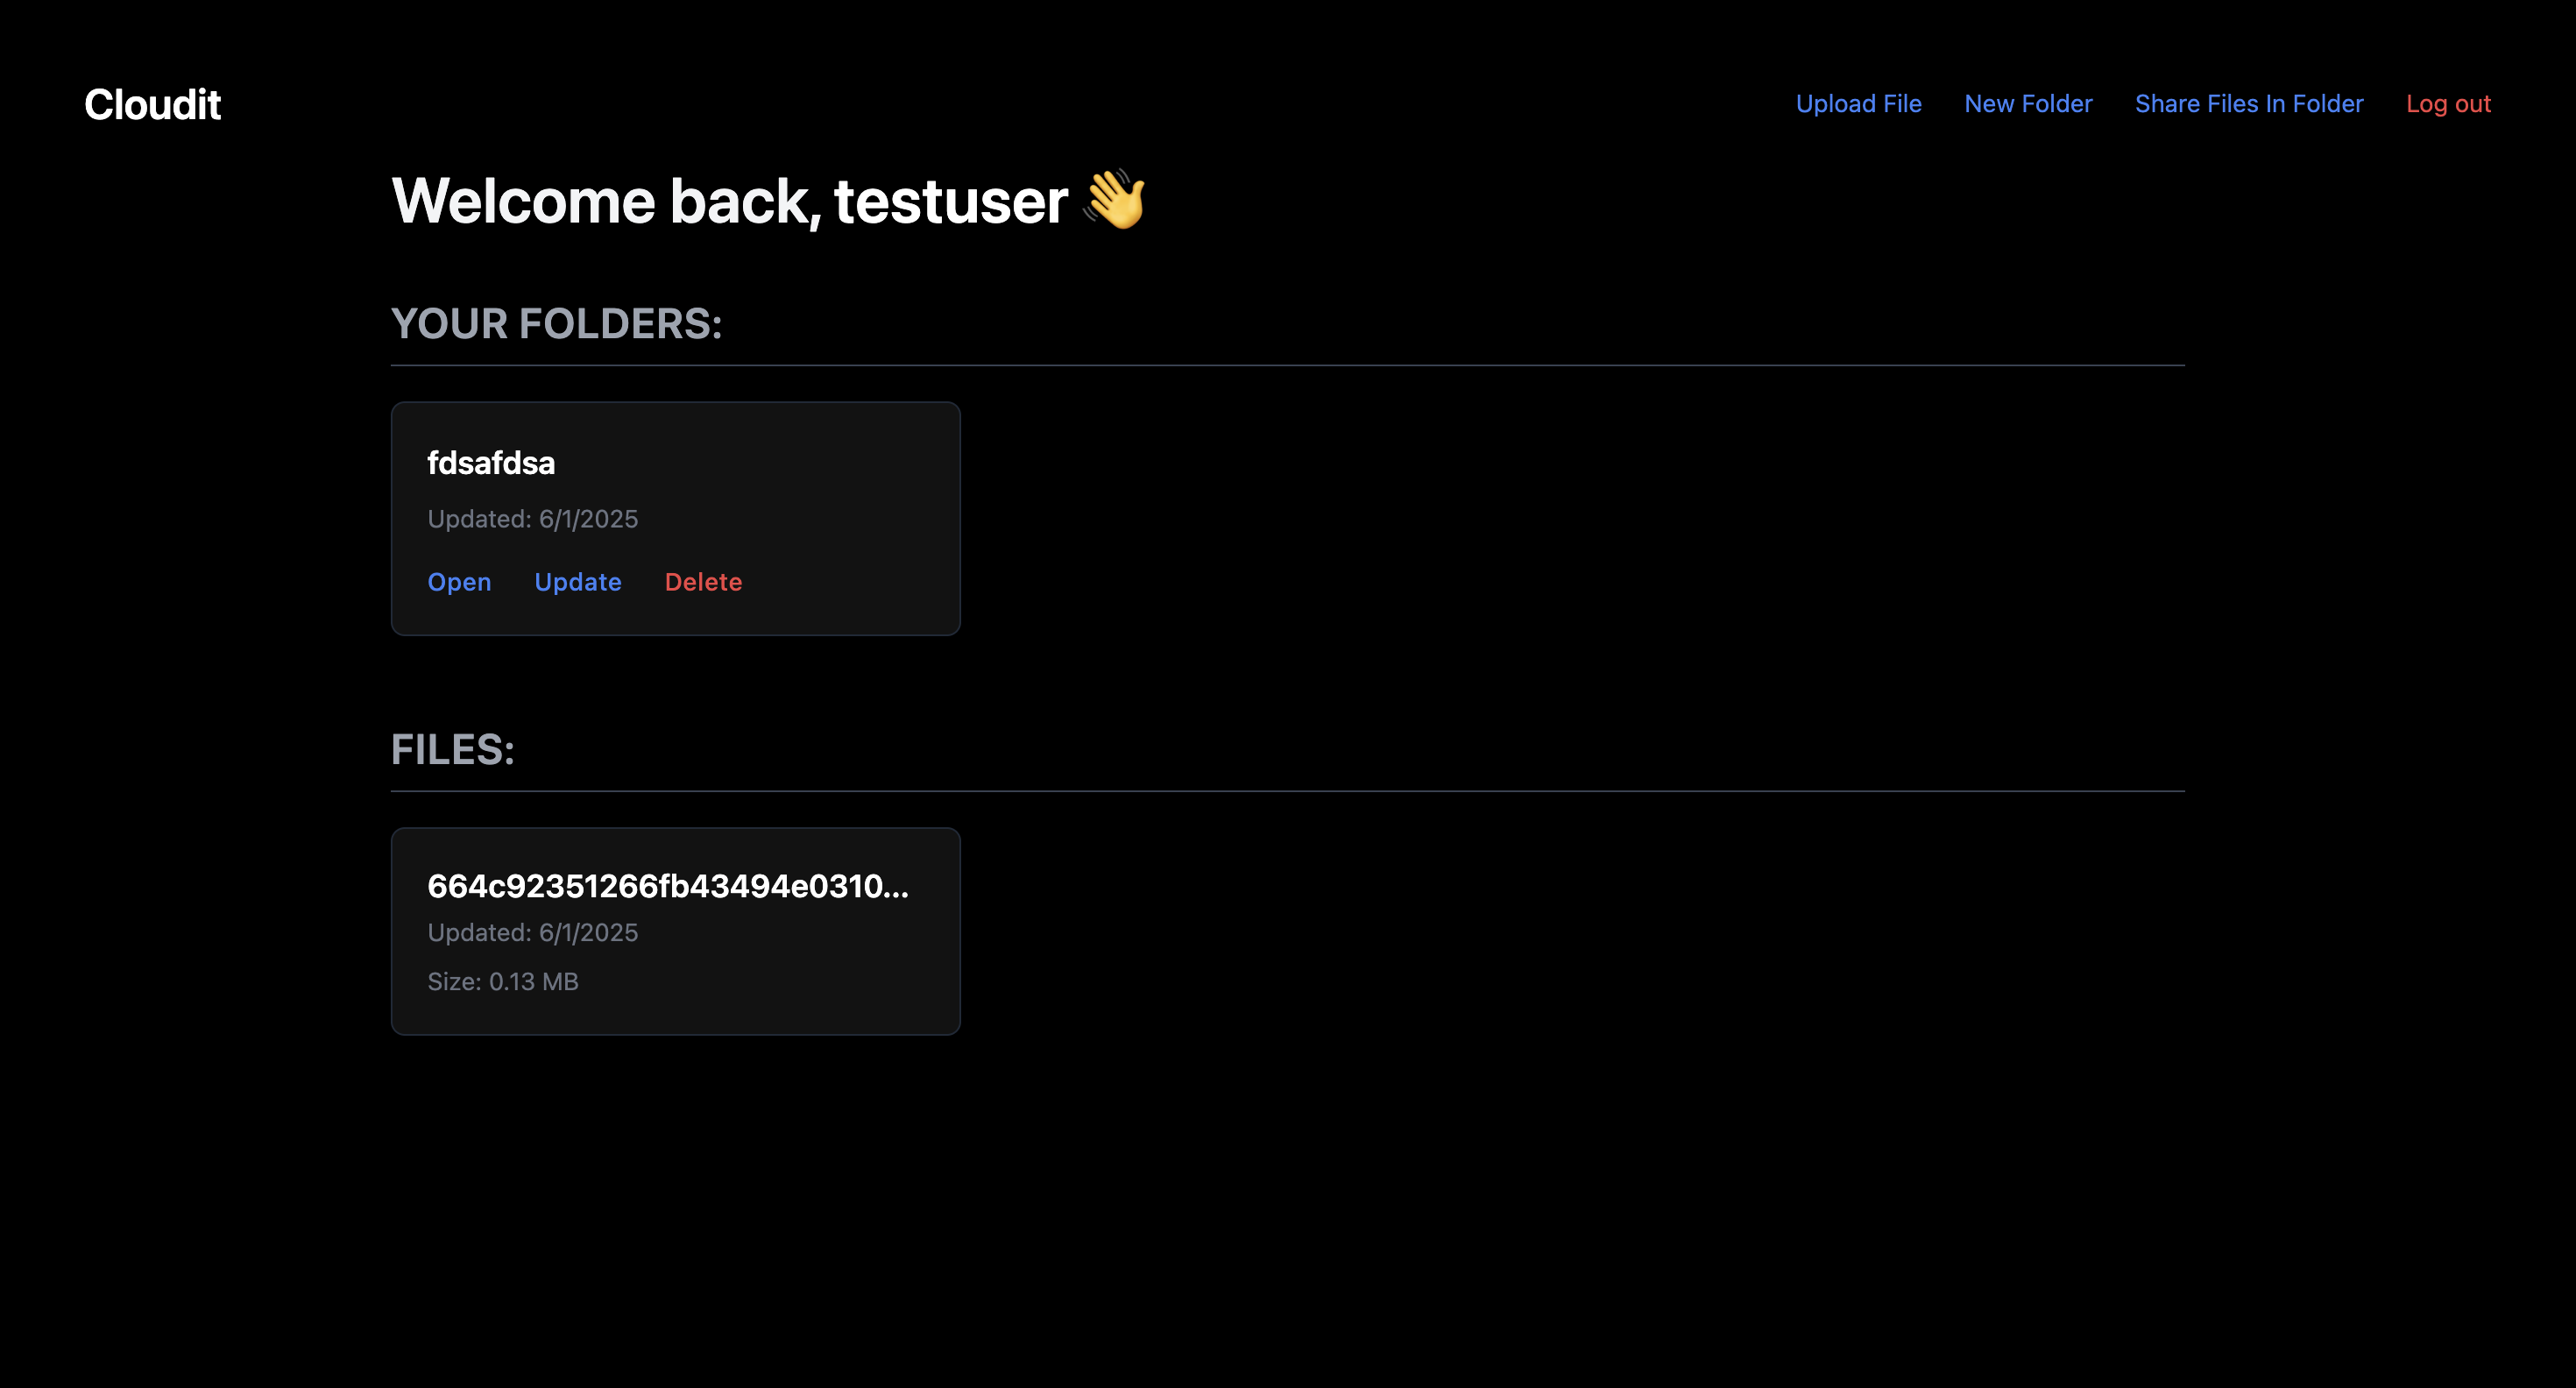 Cloudit
Upload File New Folder Share Files In Folder Log out
Welcome back, testuser 👋
YOUR FOLDERS:
fdsafdsa
Updated: 6/1/2025
Open Update Delete
FILES:
664c92351266fb43494e0310...
Updated: 6/1/2025
Size: 0.13 MB